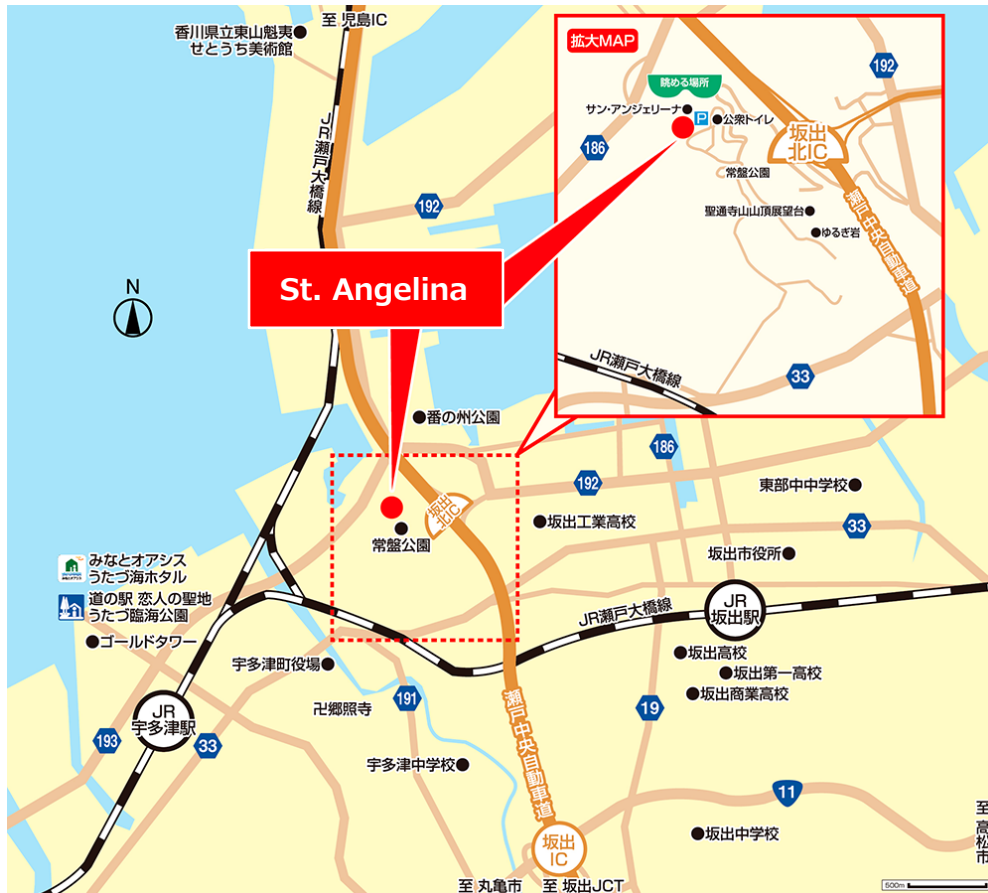 至 児島IC
香川県立東山魁夷
せとうち美術館
JR瀬戸大橋線
192
N
St. Angelina
拡大MAP
眺める場所
サン・アンジェリーナ
P
公衆トイレ
186
192
坂出
北IC
常盤公園
聖通寺山山頂展望台
ゆるぎ岩
瀬戸中央自動車道
JR瀬戸大橋線
33
番の州公園
186
192
東部中中学校
坂出
北IC
坂出工業高校
33
常盤公園
坂出市役所
みなとオアシス
うたづ海ホタル
道の駅 恋人の聖地
うたづ臨海公園
ゴールドタワー
JR瀬戸大橋線
JR
坂出駅
坂出高校
坂出第一高校
坂出商業高校
宇多津町役場
191
卍郷照寺
19
JR
宇多津駅
193
33
瀬戸中央自動車道
宇多津中学校
11
坂出中学校
坂出
IC
至 高松市
至 丸亀市
至 坂出JCT
500m